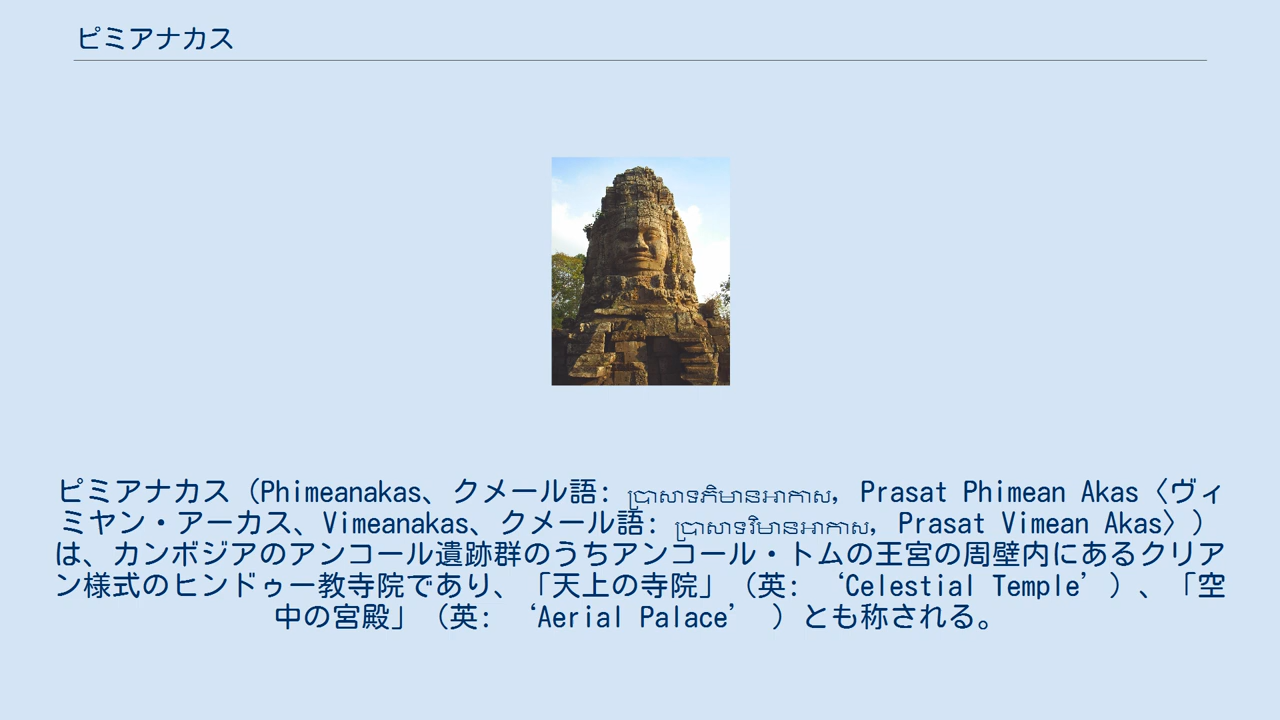 ピミアナカス
ピミアナカス（Phimeanakas、クメール語: ប្រាសាទភិមានអាកាស, Prasat Phimean Akas〈ヴィ
ミヤン・アーカス、Vimeanakas、クメール語: ប្រាសាទវិមានអាកាស, Prasat Vimean Akas〉）
は、カンボジアのアンコール遺跡群のうちアンコール・トムの王宮の周壁内にあるクリア
ン様式のヒンドゥー教寺院であり、「天上の寺院」（英: ‘Celestial Temple’）、「空
中の宮殿」（英: ‘Aerial Palace’ ）とも称される。